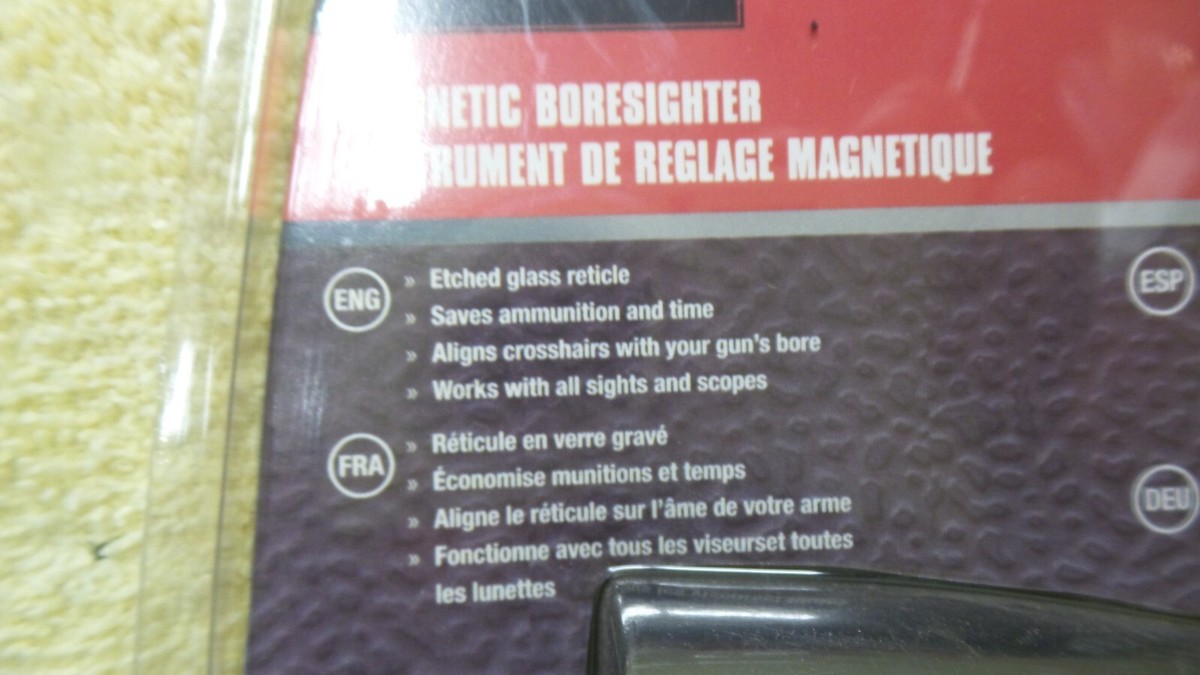 NETIC BORESIGHTER
RUMENT DE REGLAGE MAGNETIQUE
ENG
» Etched glass reticle
» Saves ammunition and time
» Aligns crosshairs with your gun's bore
» Works with all sights and scopes
FRA
» Réticule en verre gravé
» Économise munitions et temps
» Aligne le réticule sur l'âme de votre arme
» Fonctionne avec tous les viseurset toutes
les lunettes
ESP
DEU